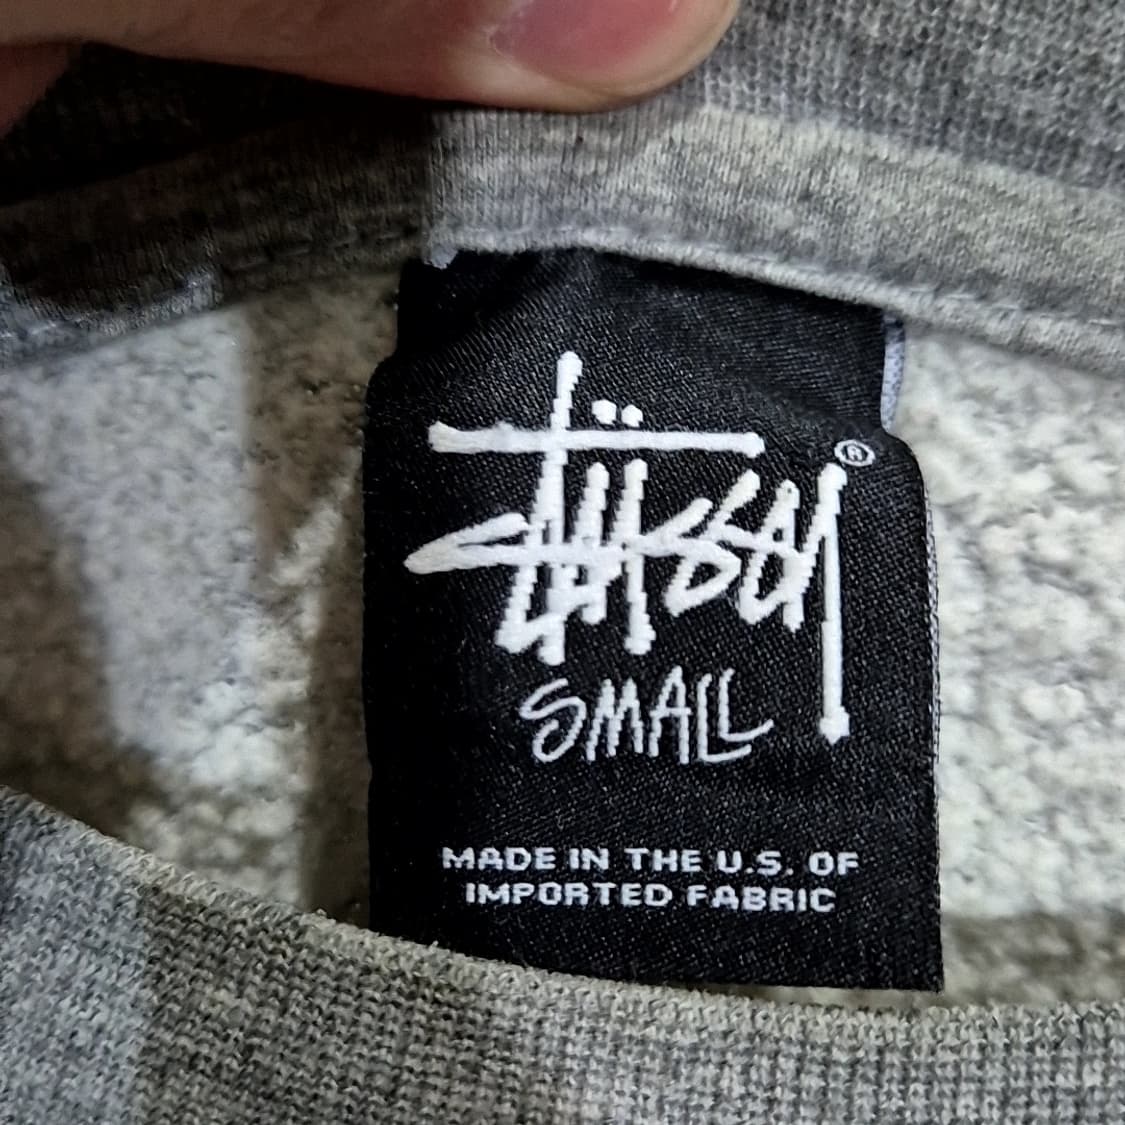 Stüssy ®
SMALL
MADE IN THE U.S. OF
IMPORTED FABRIC